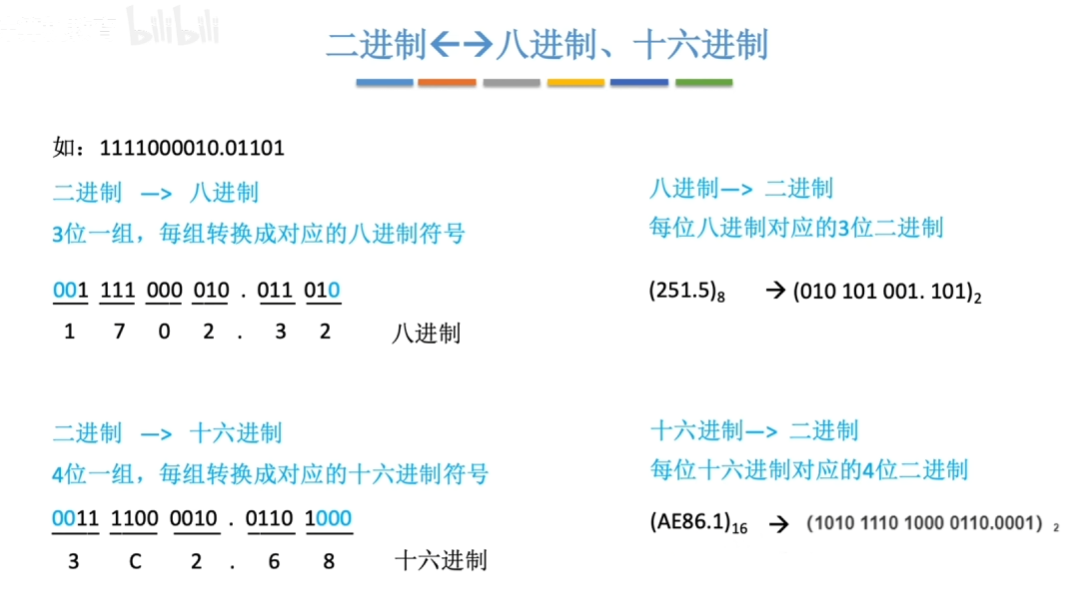 bilibili
二进制←→八进制、十六进制
如：1111000010.01101
二进制 —> 八进制
3位一组，每组转换成对应的八进制符号
001 111 000 010 . 011 010
1 7 0 2 . 3 2 八进制
八进制—> 二进制
每位八进制对应的3位二进制
(251.5)8 → (010 101 001. 101)2
二进制 —> 十六进制
4位一组，每组转换成对应的十六进制符号
0011 1100 0010 . 0110 1000
3 C 2 . 6 8 十六进制
十六进制—> 二进制
每位十六进制对应的4位二进制
(AE86.1)16 → （1010 1110 1000 0110.0001）2